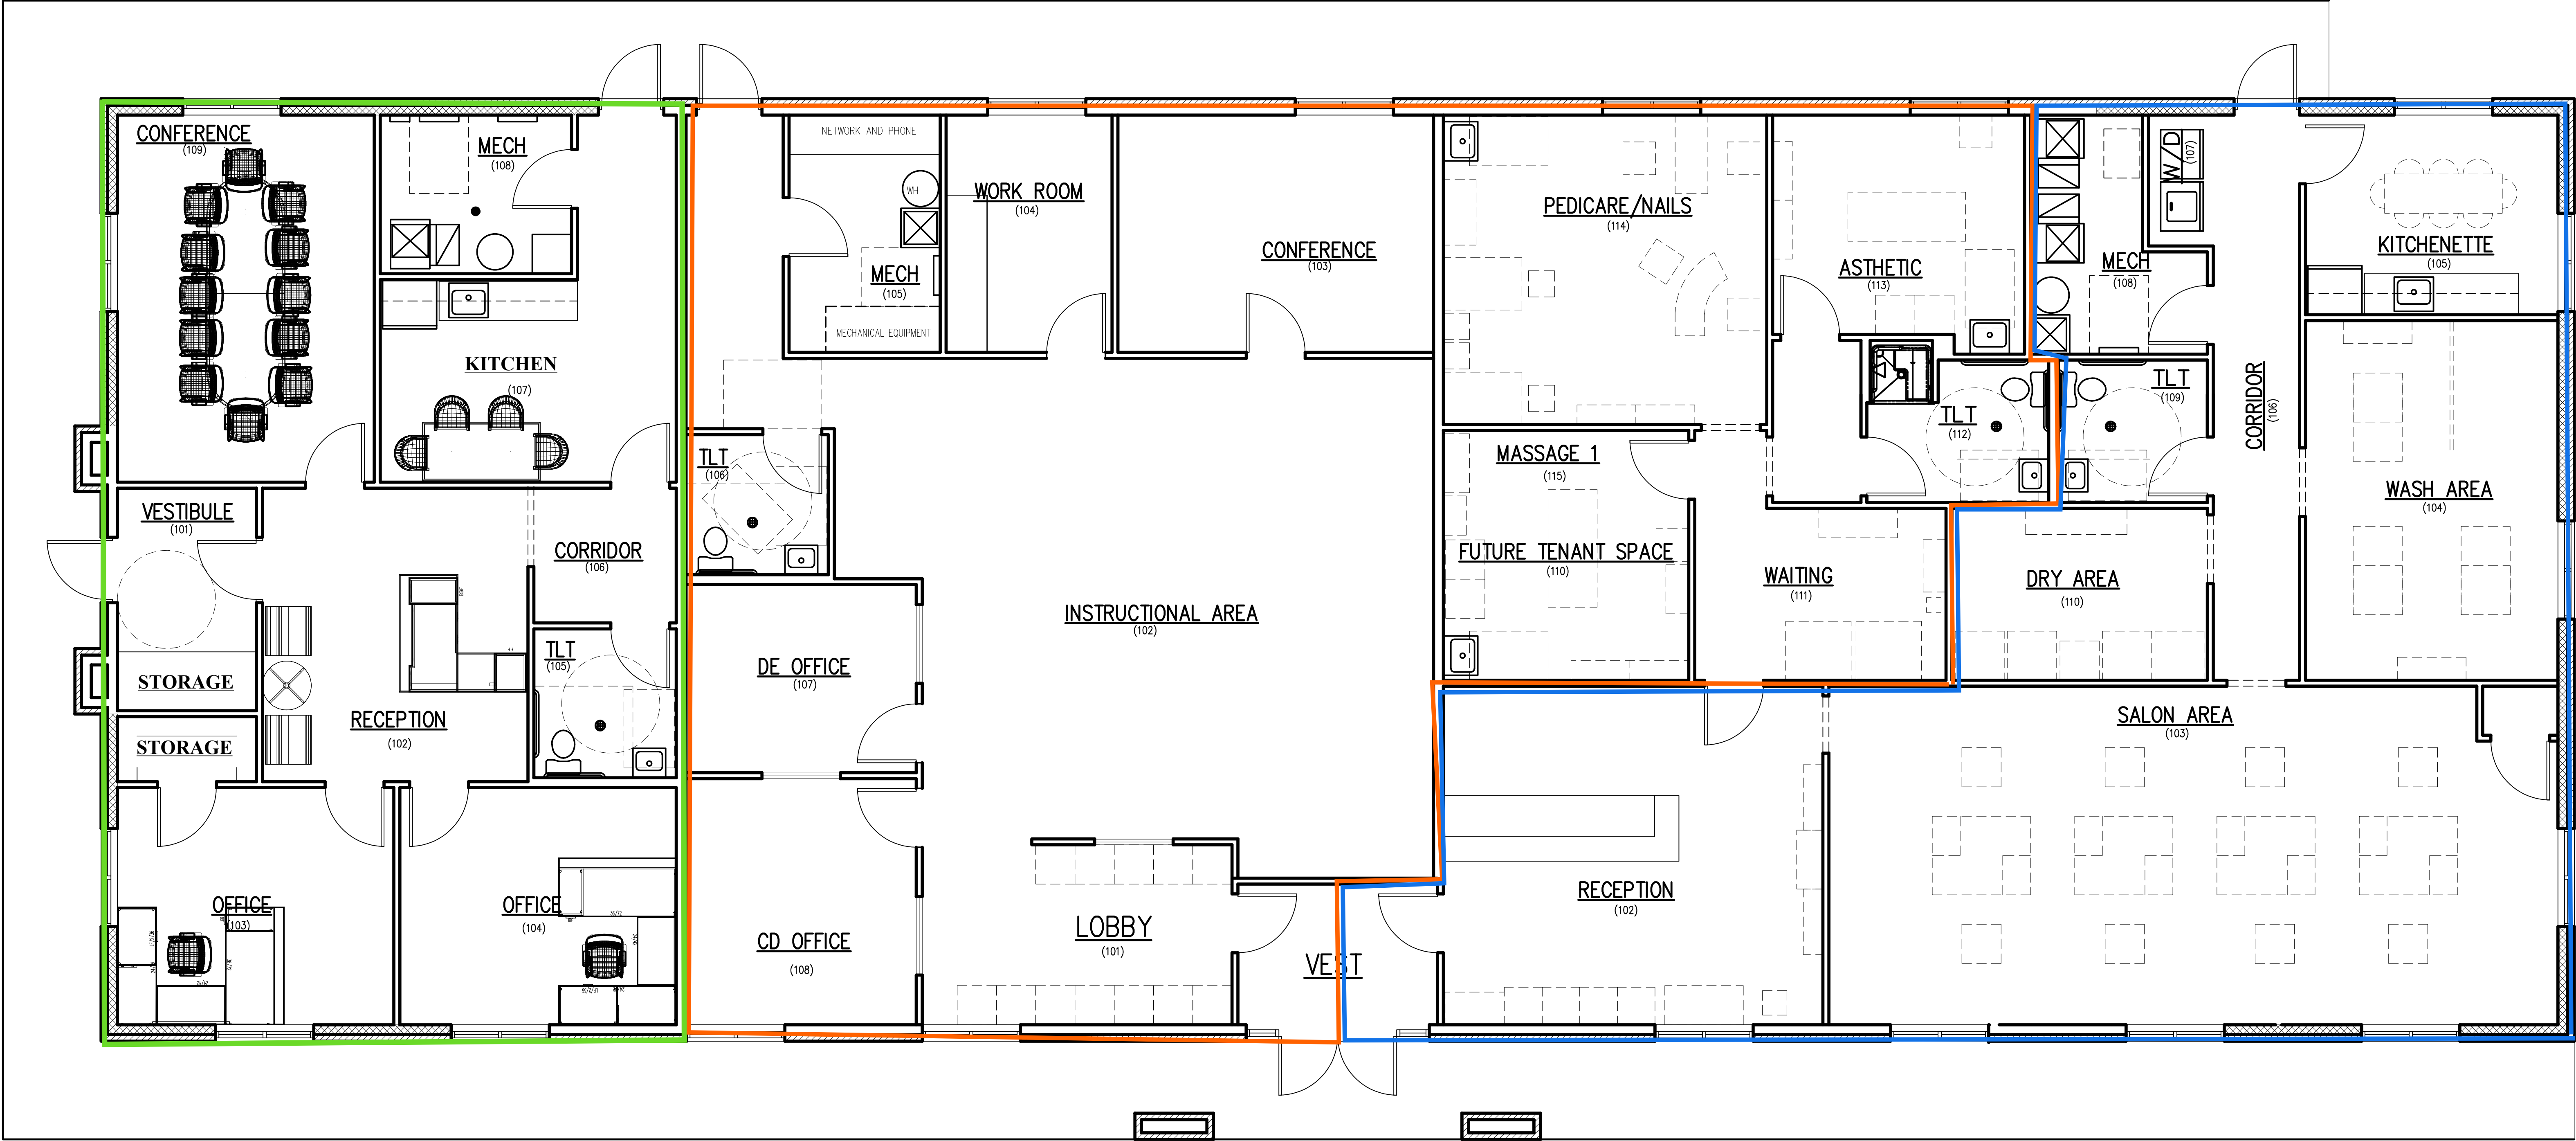 CONFERENCE
(109)
MECH
(108)
KITCHEN
(107)
VESTIBULE
(101)
STORAGE
STORAGE
RECEPTION
(102)
CORRIDOR
(106)
TLT
(105)
OFFICE
(103)
OFFICE
(104)
NETWORK AND PHONE
WH
MECH
(105)
MECHANICAL EQUIPMENT
WORK ROOM
(104)
CONFERENCE
(103)
TLT
(106)
INSTRUCTIONAL AREA
(102)
DE OFFICE
(107)
CD OFFICE
(108)
LOBBY
(101)
VEST
PEDICARE/NAILS
(114)
ASTHETIC
(113)
MASSAGE 1
(115)
FUTURE TENANT SPACE
(110)
WAITING
(111)
TLT
(112)
MECH
(108)
W/D
(107)
KITCHENETTE
(105)
TLT
(109)
CORRIDOR
(106)
WASH AREA
(104)
DRY AREA
(110)
SALON AREA
(103)
RECEPTION
(102)